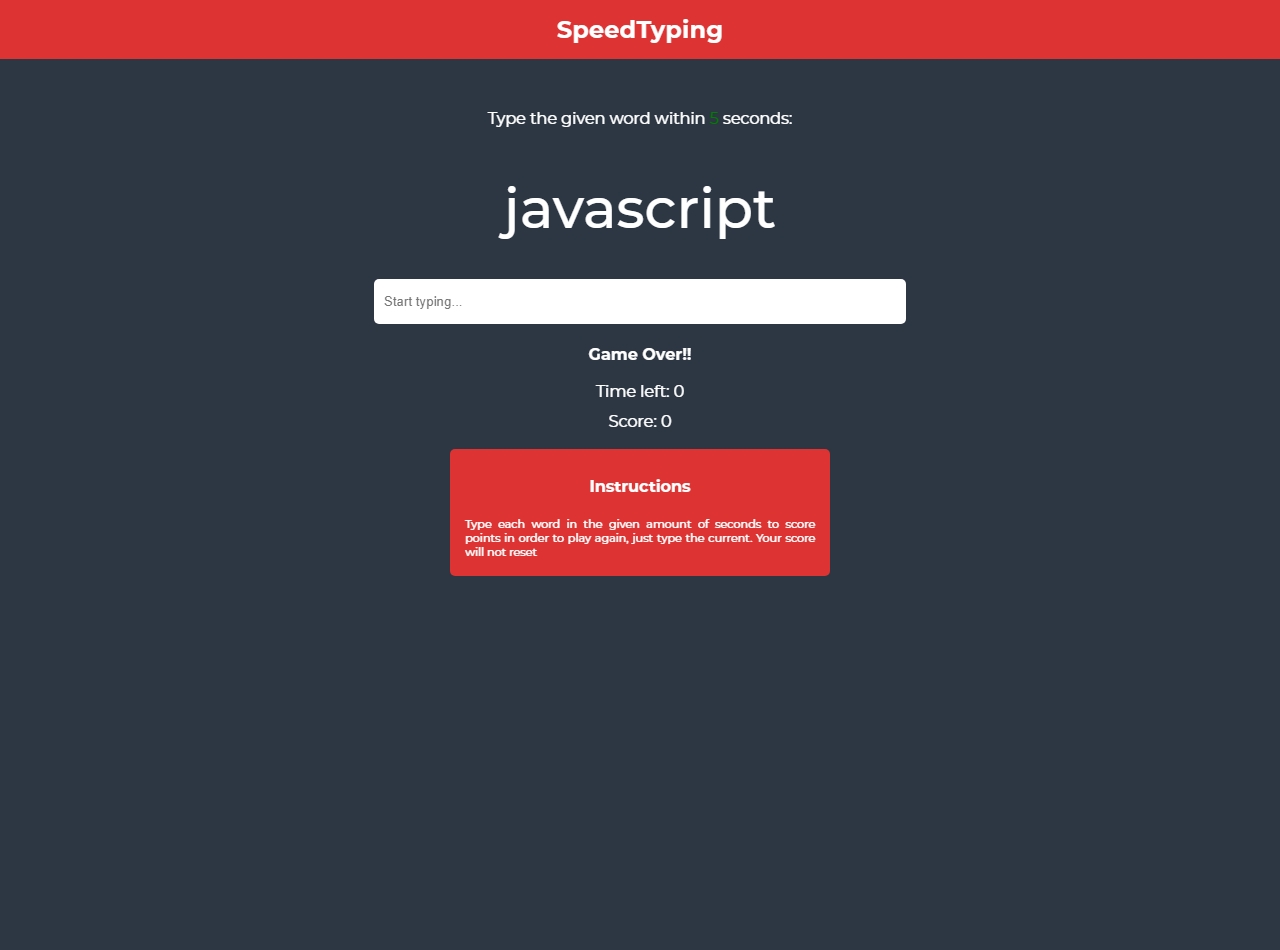 SpeedTyping
Type the given word within 5 seconds:
javascript
Start typing...
Game Over!!
Time left: 0
Score: 0
Instructions
Type each word in the given amount of seconds to score
points in order to play again, just type the current. Your score
will not reset